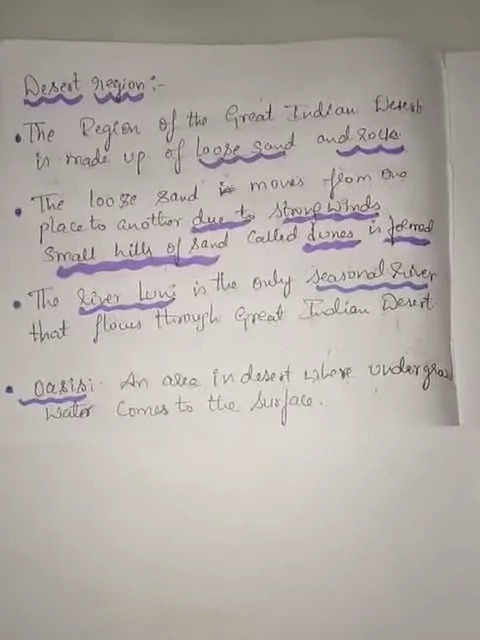 Desert region:-
• The Region of the Great Indian Desert
is made up of loose sand and rocks
• The loose sand is moves from one
place to another due to strong winds
Small hills of sand called dunes is formed
• The River Luni is the only seasonal river
that flows through Great Indian Desert
• Oasis: An area in desert where undergrou
water comes to the surface.